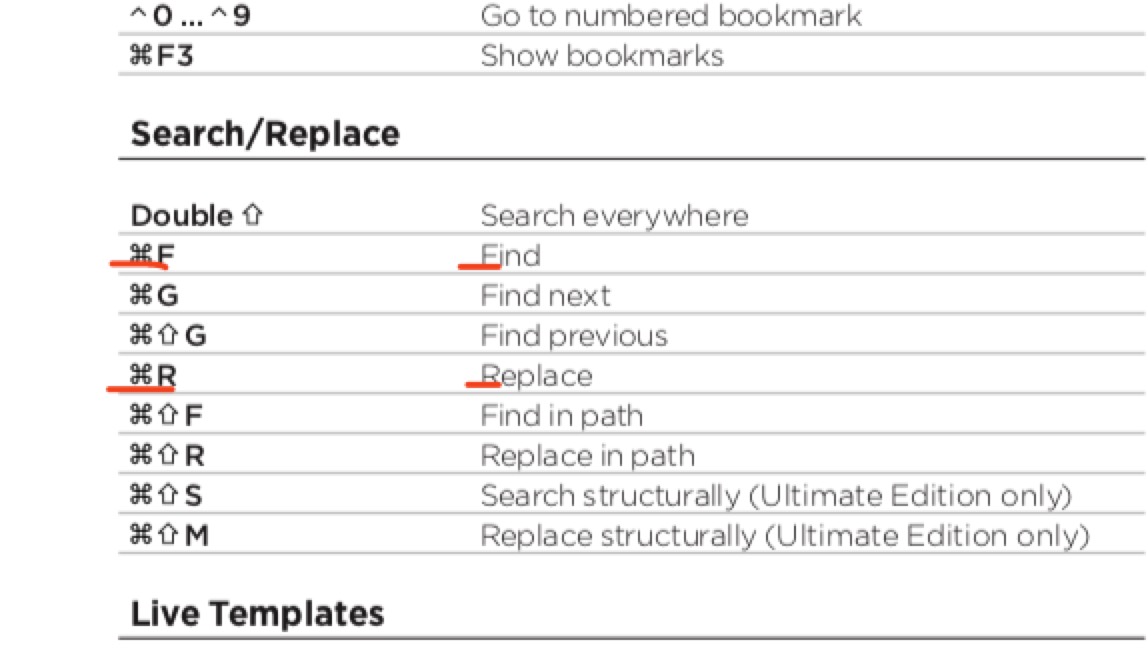 ^0 ... ^9 Go to numbered bookmark
⌘F3 Show bookmarks
Search/Replace
Double ⇧ Search everywhere
⌘F Find
⌘G Find next
⌘⇧G Find previous
⌘R Replace
⌘⇧F Find in path
⌘⇧R Replace in path
⌘⇧S Search structurally (Ultimate Edition only)
⌘⇧M Replace structurally (Ultimate Edition only)
Live Templates